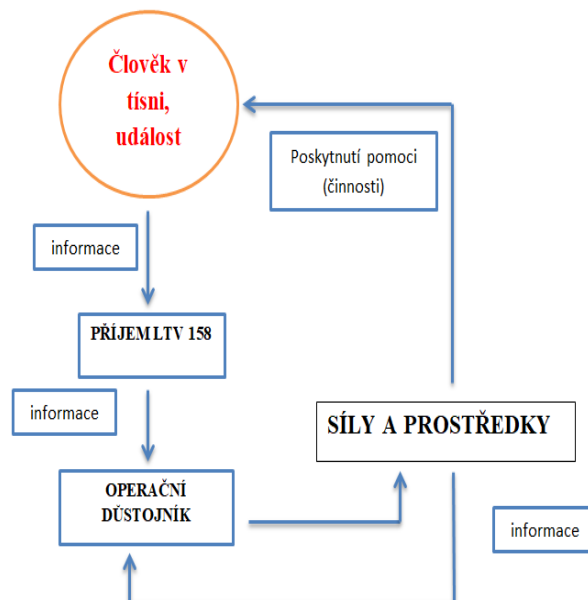 Člověk v
tísni,
událost
Poskytnutí pomoci
(činnosti)
informace
PŘÍJEM LTV 158
informace
SÍLY A PROSTŘEDKY
OPERAČNÍ
DŮSTOJNÍK
informace